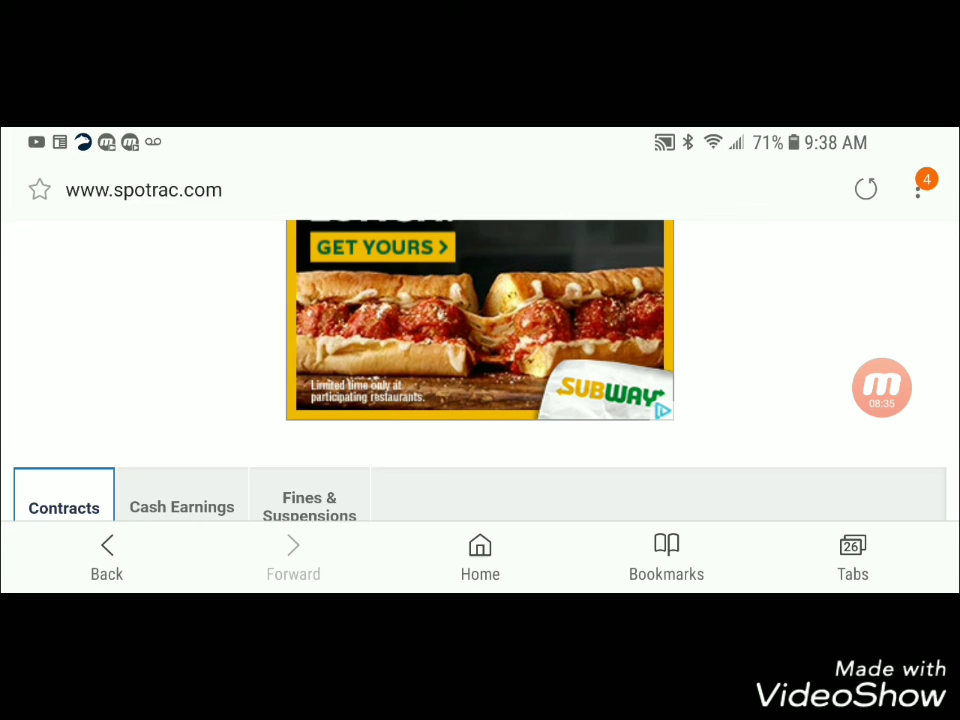 71% 9:38 AM
www.spotrac.com
4
GET YOURS >
Limited time only at
participating restaurants.
SUBWAY
08:35
Contracts
Cash Earnings
Fines &
Suspensions
26
Back
Forward
Home
Bookmarks
Tabs
Made with
VideoShow